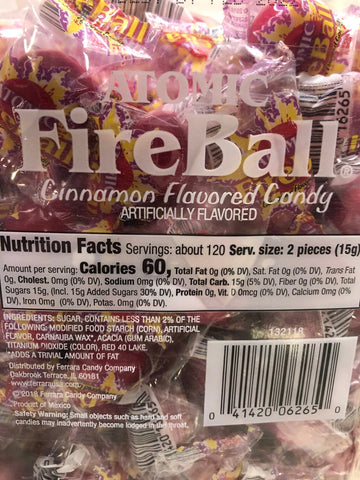 ATOMIC
FireBall
Cinnamon Flavored Candy
ARTIFICIALLY FLAVORED
16265
Nutrition Facts Servings: about 120 Serv. size: 2 pieces (15g)
Amount per serving: Calories 60, Total Fat 0g (0% DV), Sat. Fat 0g (0% DV), Trans Fat
0g, Cholest. 0mg (0% DV), Sodium 0mg (0% DV), Total Carb. 15g (5% DV), Fiber 0g (0% DV), Total
Sugars 15g, (Incl. 15g Added Sugars 30% DV), Protein 0g, Vit. D 0mcg (0% DV), Calcium 0mg (0%
DV), Iron 0mg (0% DV), Potas. 0mg (0% DV).
INGREDIENTS: SUGAR, CONTAINS LESS THAN 2% OF THE
FOLLOWING: MODIFIED FOOD STARCH (CORN), ARTIFICIAL
FLAVOR, CARNAUBA WAX*, ACACIA (GUM ARABIC),
TITANIUM DIOXIDE (COLOR), RED 40 LAKE.
*ADDS A TRIVIAL AMOUNT OF FAT
Distributed by Ferrara Candy Company
Oakbrook Terrace, IL 60181
www.ferrarausa.com
©2018 Ferrara Candy Company
Product of Mexico
Safety Warning: Small objects such as hard and soft
candies may inadvertently become lodged in the throat.
132118
0 41420 06265 0